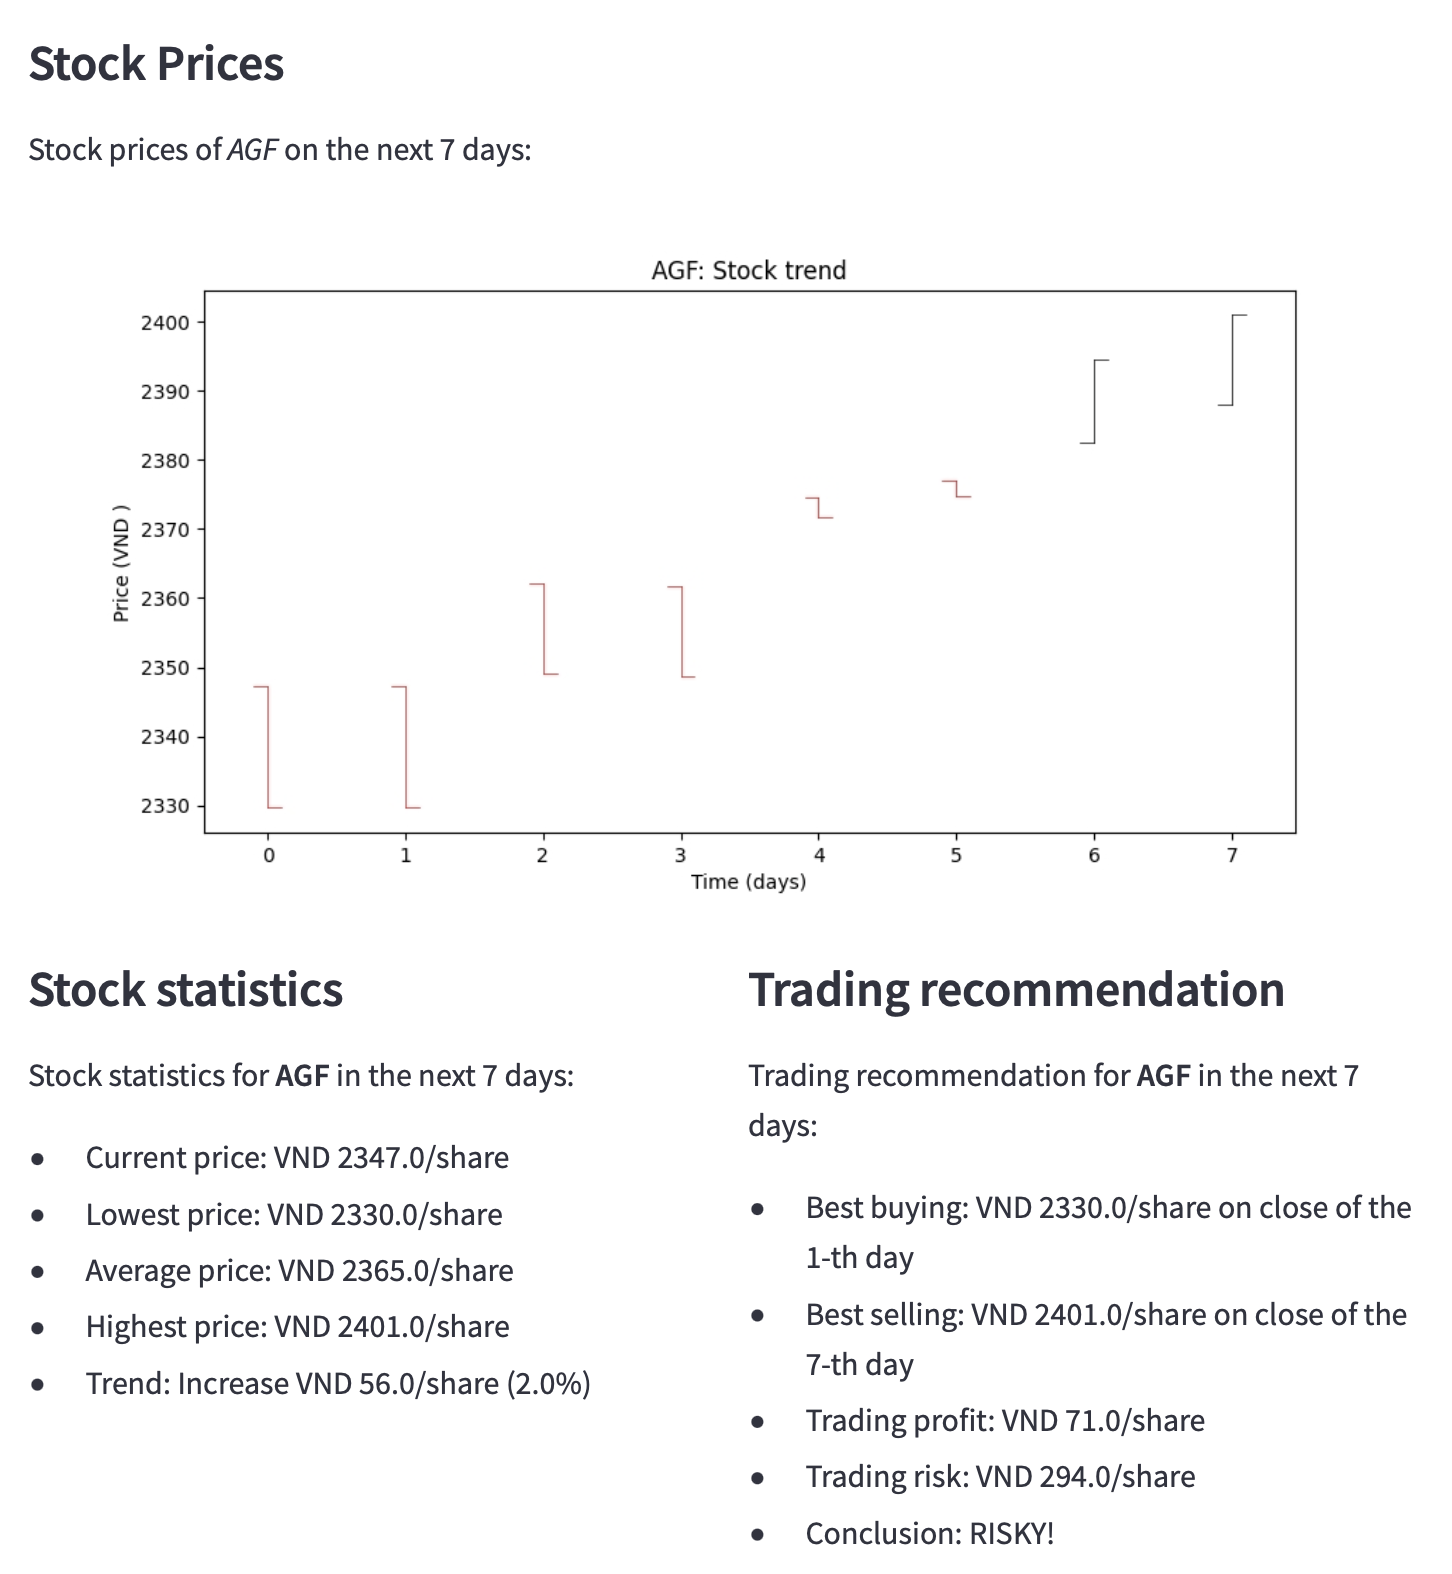 Stock Prices
Stock prices of AGF on the next 7 days:
AGF: Stock trend
2400
2390
2380
2370
2360
2350
2340
2330
Price (VND )
0 1 2 3 4 5 6 7
Time (days)
Stock statistics
Stock statistics for AGF in the next 7 days:
● Current price: VND 2347.0/share
● Lowest price: VND 2330.0/share
● Average price: VND 2365.0/share
● Highest price: VND 2401.0/share
● Trend: Increase VND 56.0/share (2.0%)
Trading recommendation
Trading recommendation for AGF in the next 7
days:
● Best buying: VND 2330.0/share on close of the
1-th day
● Best selling: VND 2401.0/share on close of the
7-th day
● Trading profit: VND 71.0/share
● Trading risk: VND 294.0/share
● Conclusion: RISKY!